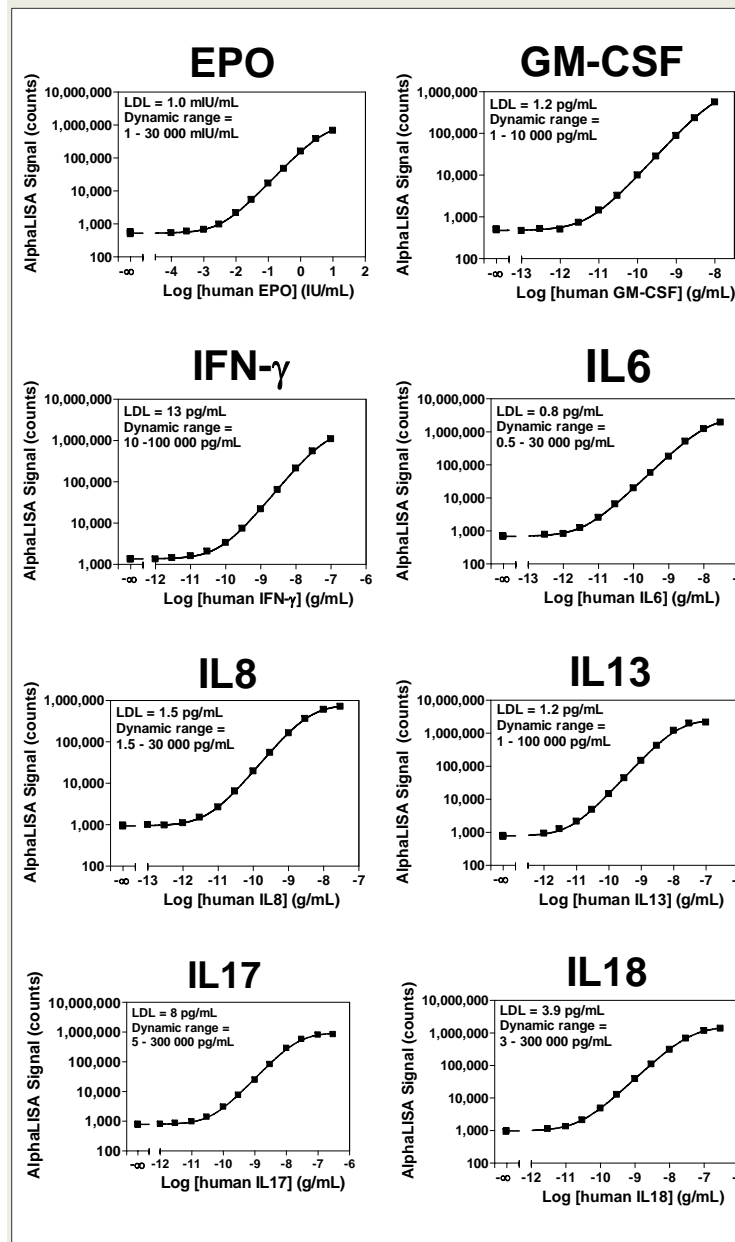 EPO
10,000,000
1,000,000
100,000
10,000
1,000
100
AlphaLISA Signal (counts)
LDL = 1.0 mIU/mL
Dynamic range =
1 - 30 000 mIU/mL
-∞ -4 -3 -2 -1 0 1 2
Log [human EPO] (IU/mL)
GM-CSF
1,000,000
100,000
10,000
1,000
100
AlphaLISA Signal (counts)
LDL = 1.2 pg/mL
Dynamic range =
1 - 10 000 pg/mL
-∞ -13 -12 -11 -10 -9 -8
Log [human GM-CSF] (g/mL)
IFN-γ
10,000,000
1,000,000
100,000
10,000
1,000
AlphaLISA Signal (counts)
LDL = 13 pg/mL
Dynamic range =
10 -100 000 pg/mL
-∞ -12 -11 -10 -9 -8 -7 -6
Log [human IFN-γ] (g/mL)
IL6
10,000,000
1,000,000
100,000
10,000
1,000
100
AlphaLISA Signal (counts)
LDL = 0.8 pg/mL
Dynamic range =
0.5 - 30 000 pg/mL
-∞ -13 -12 -11 -10 -9 -8 -7
Log [human IL6] (g/mL)
IL8
1,000,000
100,000
10,000
1,000
100
AlphaLISA Signal (counts)
LDL = 1.5 pg/mL
Dynamic range =
1.5 - 30 000 pg/mL
-∞ -13 -12 -11 -10 -9 -8 -7
Log [human IL8] (g/mL)
IL13
10,000,000
1,000,000
100,000
10,000
1,000
100
AlphaLISA Signal (counts)
LDL = 1.2 pg/mL
Dynamic range =
1 - 100 000 pg/mL
-∞ -12 -11 -10 -9 -8 -7
Log [human IL13] (g/mL)
IL17
10,000,000
1,000,000
100,000
10,000
1,000
100
AlphaLISA Signal (counts)
LDL = 8 pg/mL
Dynamic range =
5 - 300 000 pg/mL
-∞ -12 -11 -10 -9 -8 -7 -6
Log [human IL17] (g/mL)
IL18
10,000,000
1,000,000
100,000
10,000
1,000
100
AlphaLISA Signal (counts)
LDL = 3.9 pg/mL
Dynamic range =
3 - 300 000 pg/mL
-∞ -12 -11 -10 -9 -8 -7
Log [human IL18] (g/mL)